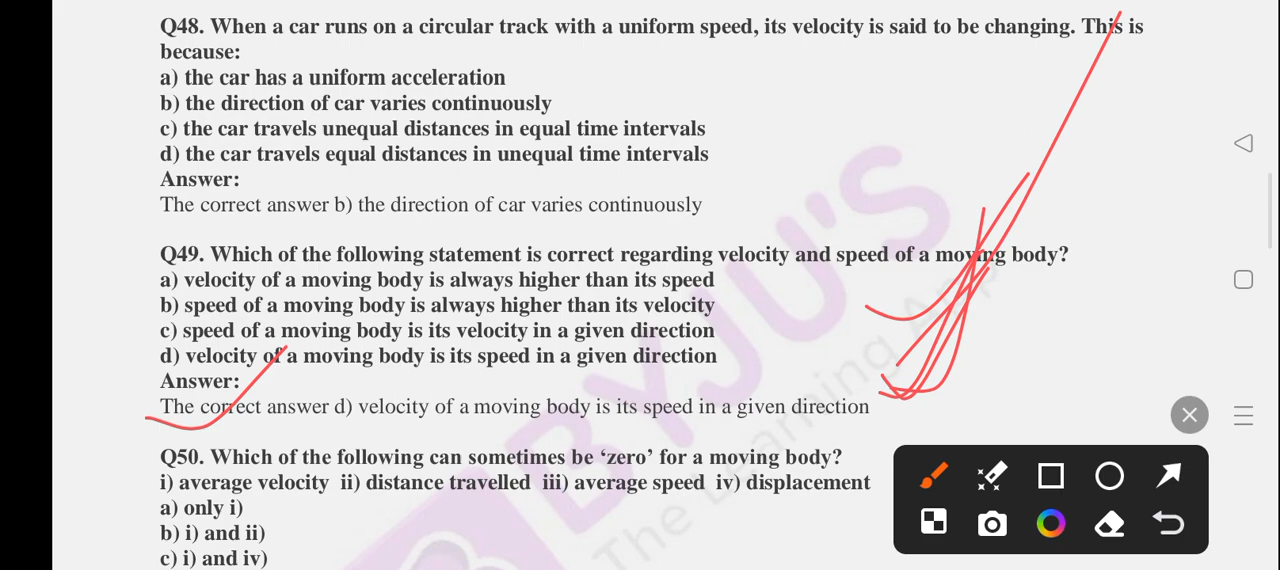 Q48. When a car runs on a circular track with a uniform speed, its velocity is said to be changing. This is
because:
a) the car has a uniform acceleration
b) the direction of car varies continuously
c) the car travels unequal distances in equal time intervals
d) the car travels equal distances in unequal time intervals
Answer:
The correct answer b) the direction of car varies continuously
Q49. Which of the following statement is correct regarding velocity and speed of a moving body?
a) velocity of a moving body is always higher than its speed
b) speed of a moving body is always higher than its velocity
c) speed of a moving body is its velocity in a given direction
d) velocity of a moving body is its speed in a given direction
Answer:
The correct answer d) velocity of a moving body is its speed in a given direction
Q50. Which of the following can sometimes be ‘zero’ for a moving body?
i) average velocity ii) distance travelled iii) average speed iv) displacement
a) only i)
b) i) and ii)
c) i) and iv)
BYJU'S
The Learning App